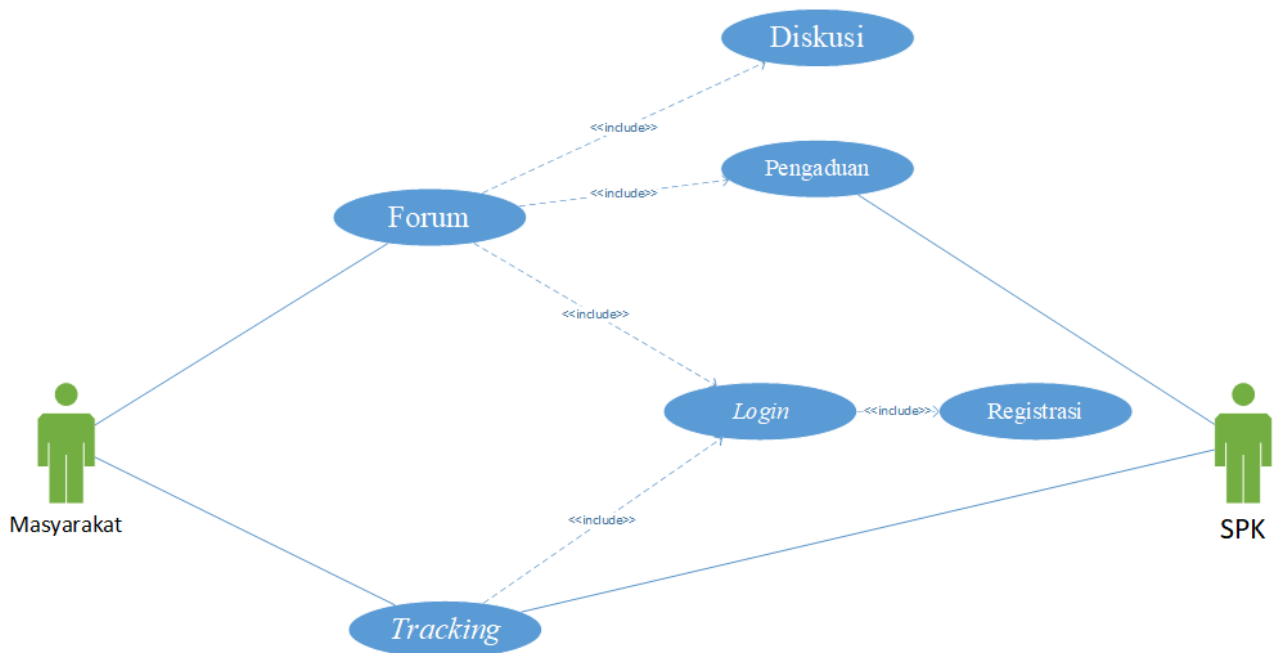 Diskusi
<<include>>
Pengaduan
<<include>>
Forum
<<include>>
Login
<<include>>
Registrasi
Masyarakat
<<include>>
SPK
Tracking